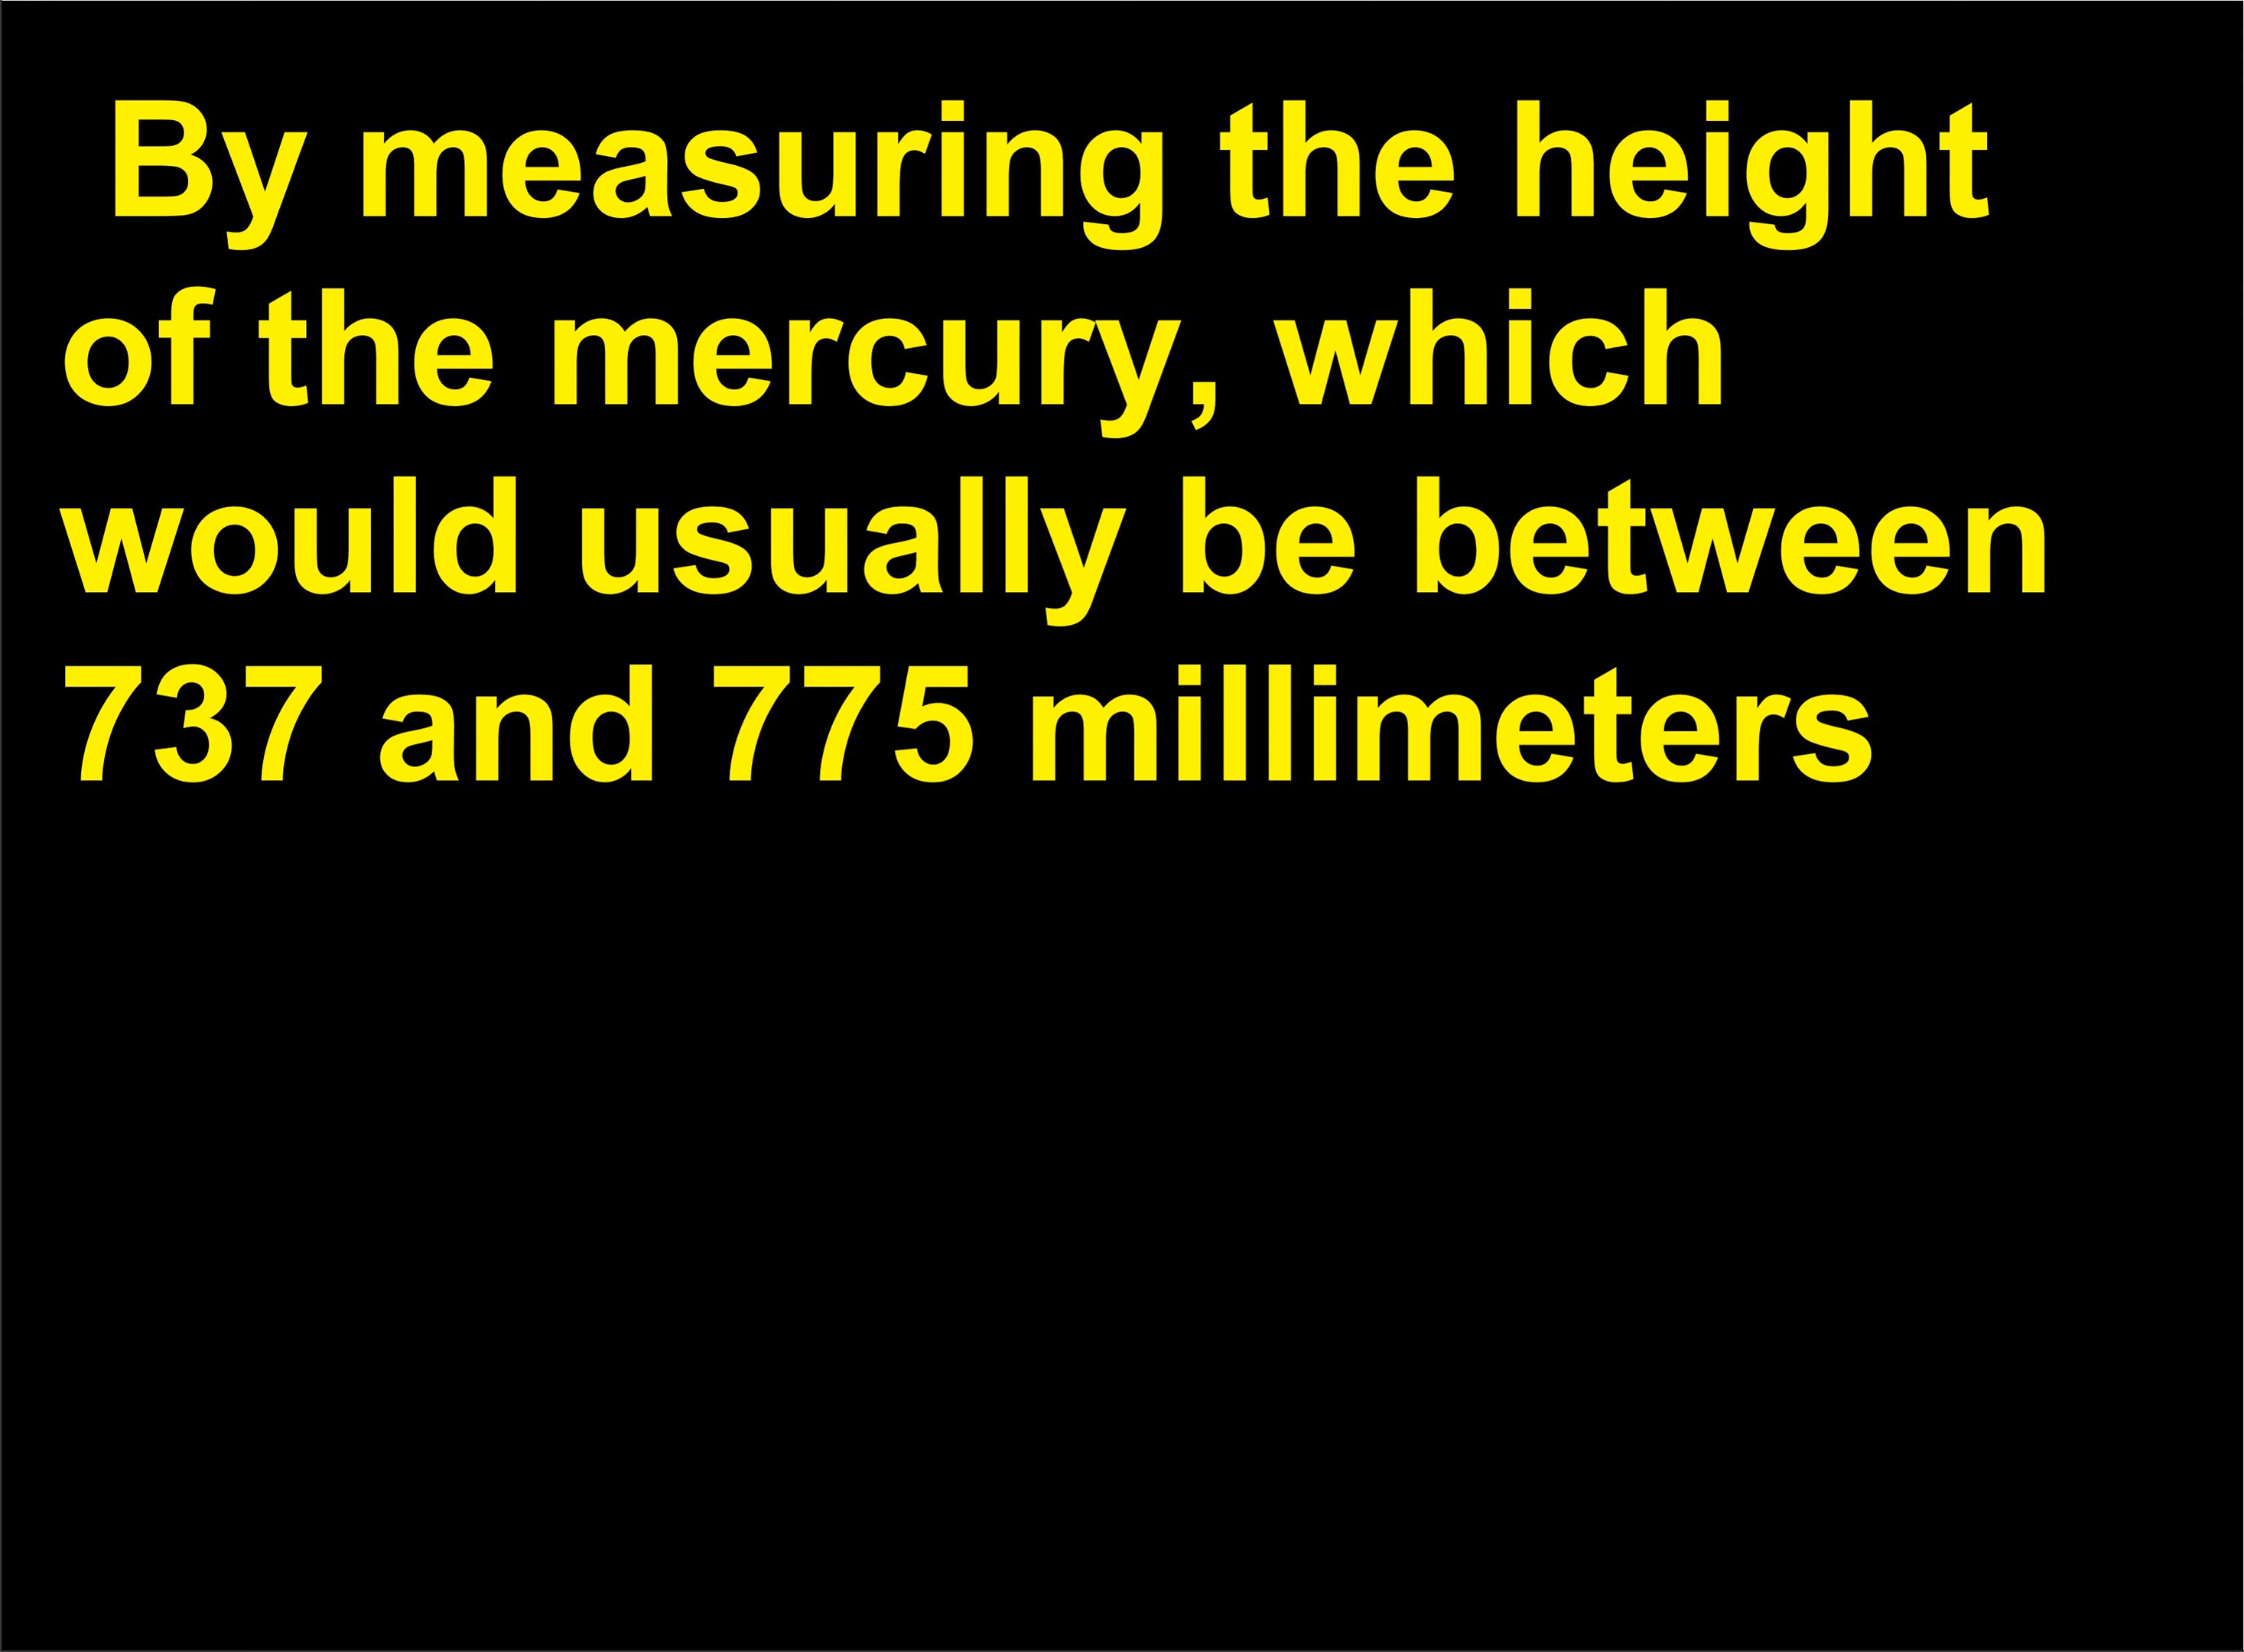 By measuring the height
of the mercury, which
would usually be between
737 and 775 millimeters